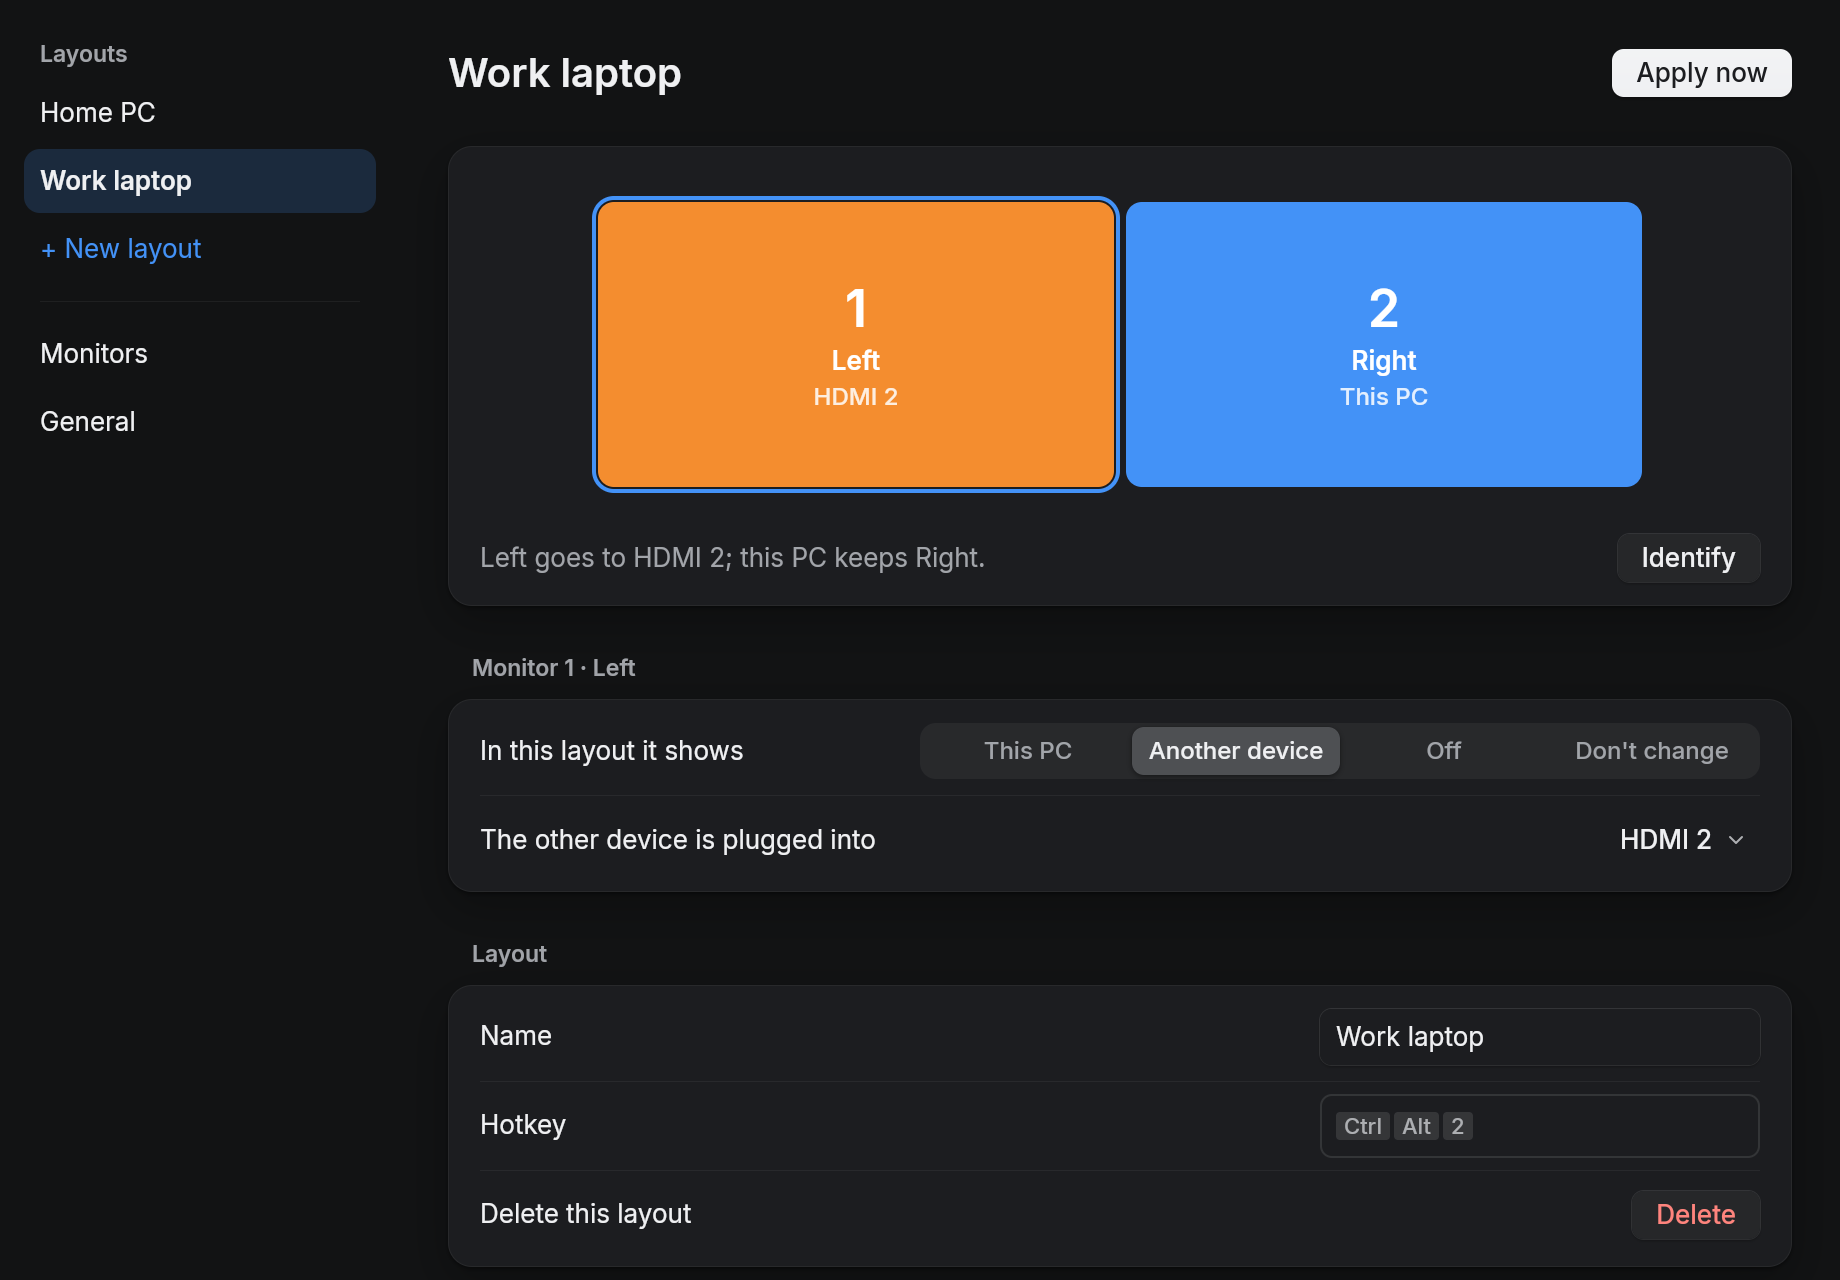 Layouts
Home PC
Work laptop
+ New layout
Monitors
General
Work laptop
Apply now
1
Left
HDMI 2
2
Right
This PC
Left goes to HDMI 2; this PC keeps Right.
Identify
Monitor 1 · Left
In this layout it shows
This PC
Another device
Off
Don't change
The other device is plugged into
HDMI 2
Layout
Name
Work laptop
Hotkey
Ctrl Alt 2
Delete this layout
Delete